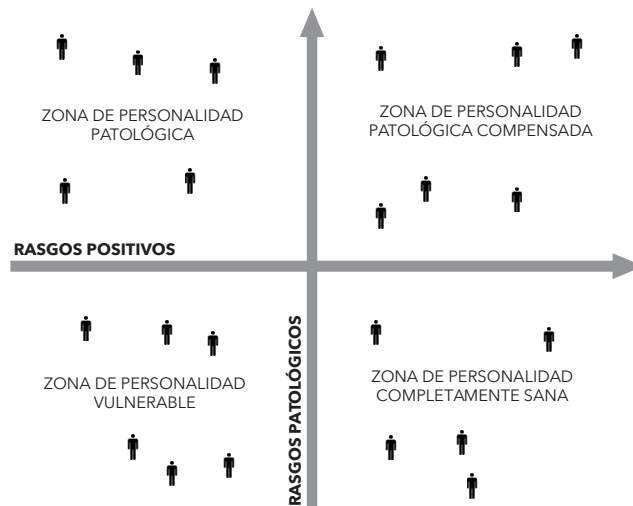 ZONA DE PERSONALIDAD
PATOLÓGICA
ZONA DE PERSONALIDAD
PATOLÓGICA COMPENSADA
RASGOS POSITIVOS
RASGOS PATOLÓGICOS
ZONA DE PERSONALIDAD
VULNERABLE
ZONA DE PERSONALIDAD
COMPLETAMENTE SANA